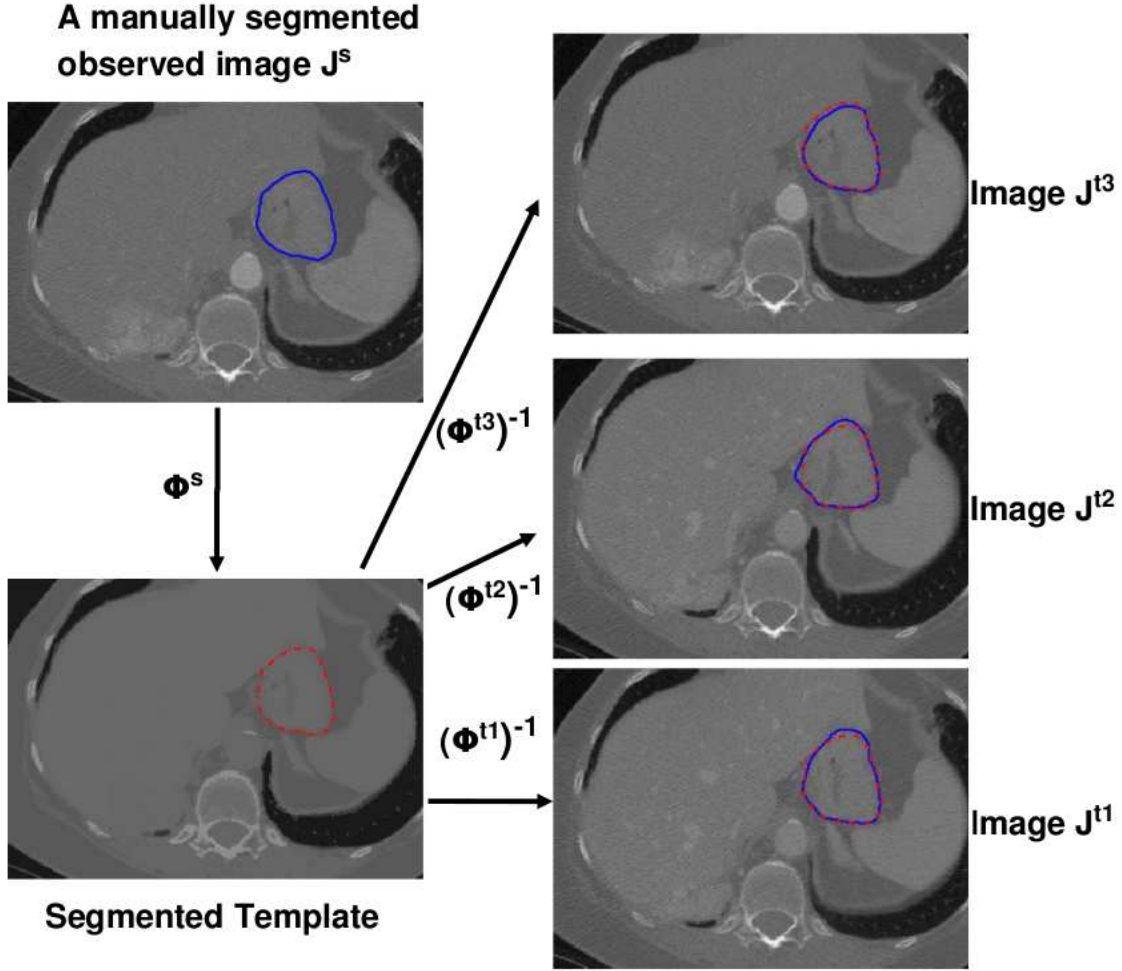 A manually segmented
observed image J^s
Image J^t3
(Φ^t3)^-1
Φ^s
Image J^t2
(Φ^t2)^-1
(Φ^t1)^-1
Image J^t1
Segmented Template